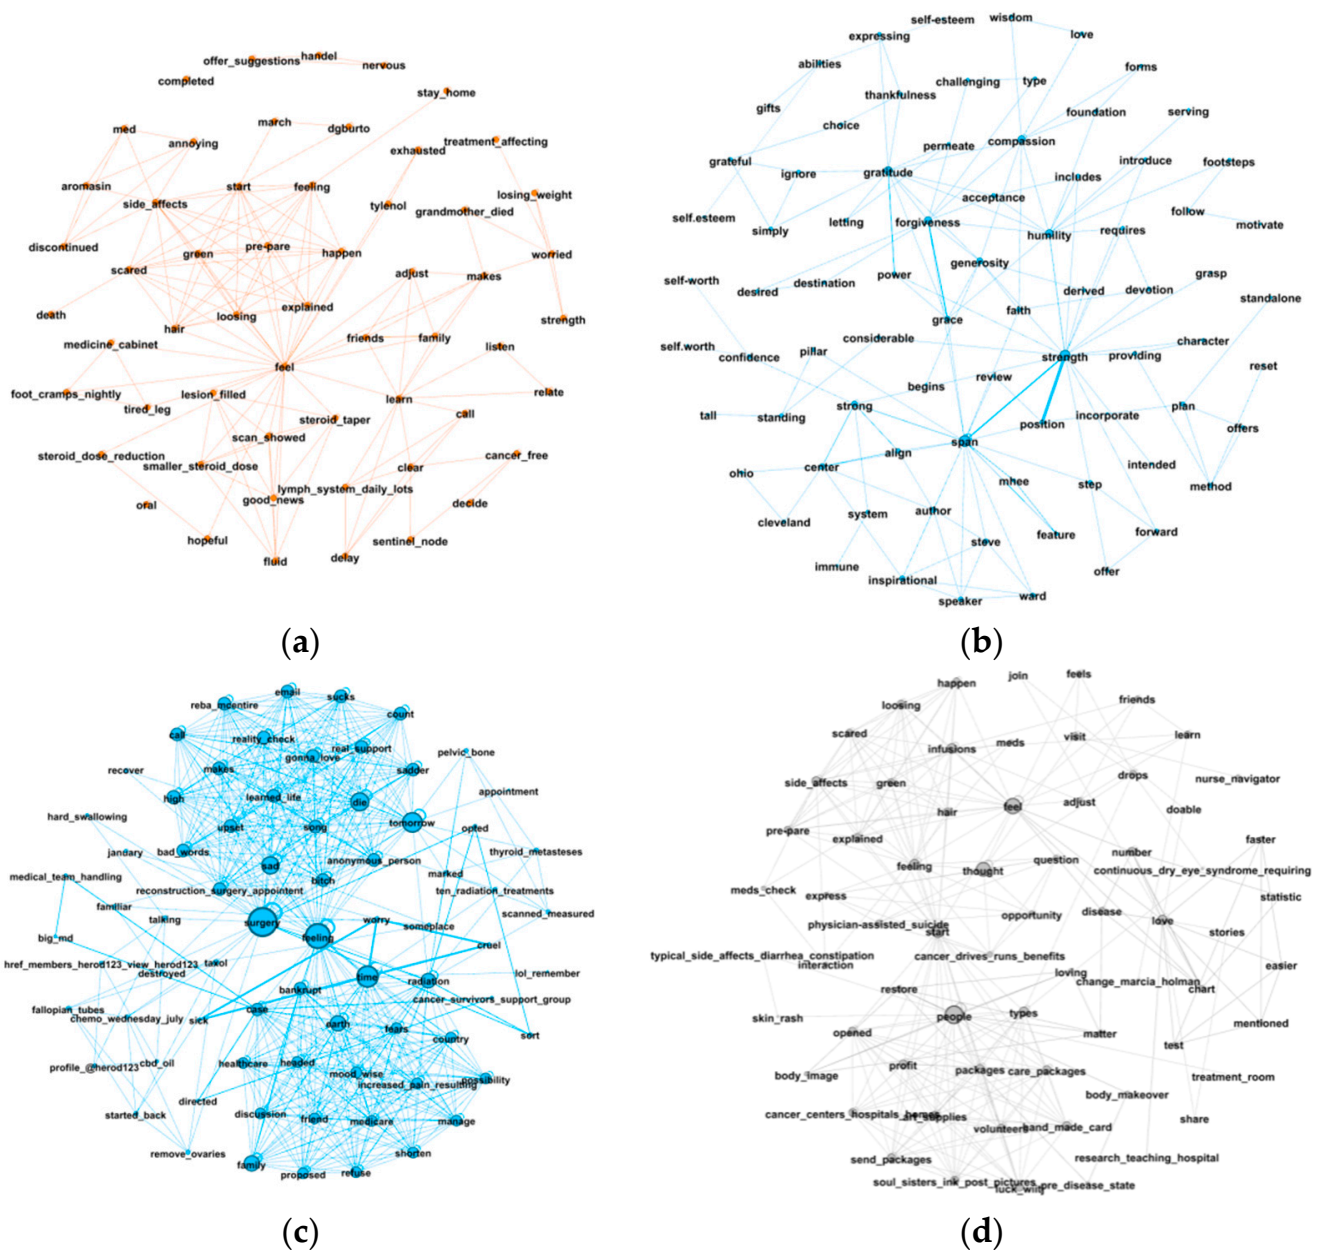 offer_suggestions
handel
nervous
completed
stay_home
med
march
dgburto
annoying
treatment_affecting
exhausted
aromasin
start
feeling
losing_weight
side_affects
tylenol
grandmother_died
discontinued
green
pre-pare
happen
worried
scared
adjust
makes
death
loosing
explained
strength
hair
medicine_cabinet
friends
family
listen
feel
foot_cramps_nightly
lesion_filled
learn
relate
tired_leg
steroid_taper
call
scan_showed
steroid_dose_reduction
smaller_steroid_dose
clear
cancer_free
lymph_system_daily_lots
oral
good_news
decide
hopeful
sentinel_node
fluid
delay
(a)
self-esteem
wisdom
expressing
love
abilities
forms
challenging
type
thankfulness
gifts
foundation
serving
choice
permeate
compassion
grateful
ignore
gratitude
introduce
footsteps
includes
acceptance
self.esteem
simply
letting
forgiveness
humility
requires
follow
motivate
generosity
self-worth
desired
destination
power
derived
devotion
grasp
standalone
grace
faith
self.worth
confidence
pillar
considerable
strength
providing
character
reset
begins
review
tall
standing
strong
position
incorporate
plan
offers
span
ohio
center
align
intended
mhee
step
method
cleveland
system
author
steve
feature
forward
immune
inspirational
offer
speaker
ward
(b)
email
sucks
reba_mcentire
count
call
reality_check
real_support
gonna_love
pelvic_bone
recover
makes
sadder
high
learned_life
die
appointment
hard_swallowing
upset
song
tomorrow
opted
january
bad_words
anonymous_person
thyroid_metasteses
medical_team_handling
sad
bitch
marked
reconstruction_surgery_appointent
ten_radiation_treatments
familiar
talking
surgery
worry
someplace
scanned_measured
big_md
feeling
cruel
href_members_herod123_view_herod123
taxol
destroyed
time
radiation
lol_remember
bankrupt
cancer_survivors_support_group
fallopian_tubes
chemo_wednesday_july
sick
case
earth
fears
country
sort
profile_@herod123
cbd_oil
healthcare
headed
mood_wise
increased_pain_resulting
possibility
directed
started_back
discussion
friend
medicare
manage
remove_ovaries
family
proposed
refuse
shorten
(c)
happen
join
feels
loosing
friends
scared
infusions
meds
visit
learn
side_affects
green
drops
nurse_navigator
hair
feel
adjust
doable
pre-pare
explained
faster
feeling
thought
question
number
continuous_dry_eye_syndrome_requiring
meds_check
express
statistic
physician-assisted_suicide
start
opportunity
disease
love
stories
typical_side_affects_diarrhea_constipation
interaction
cancer_drives_runs_benefits
loving
easier
change_marcia_holman
restore
chart
skin_rash
people
types
mentioned
opened
matter
test
body_image
profit
packages
care_packages
treatment_room
body_makeover
cancer_centers_hospitals_homes
art_supplies
volunteers
hand_made_card
share
send_packages
research_teaching_hospital
soul_sisters_ink_post_pictures
pre_disease_state
(d)